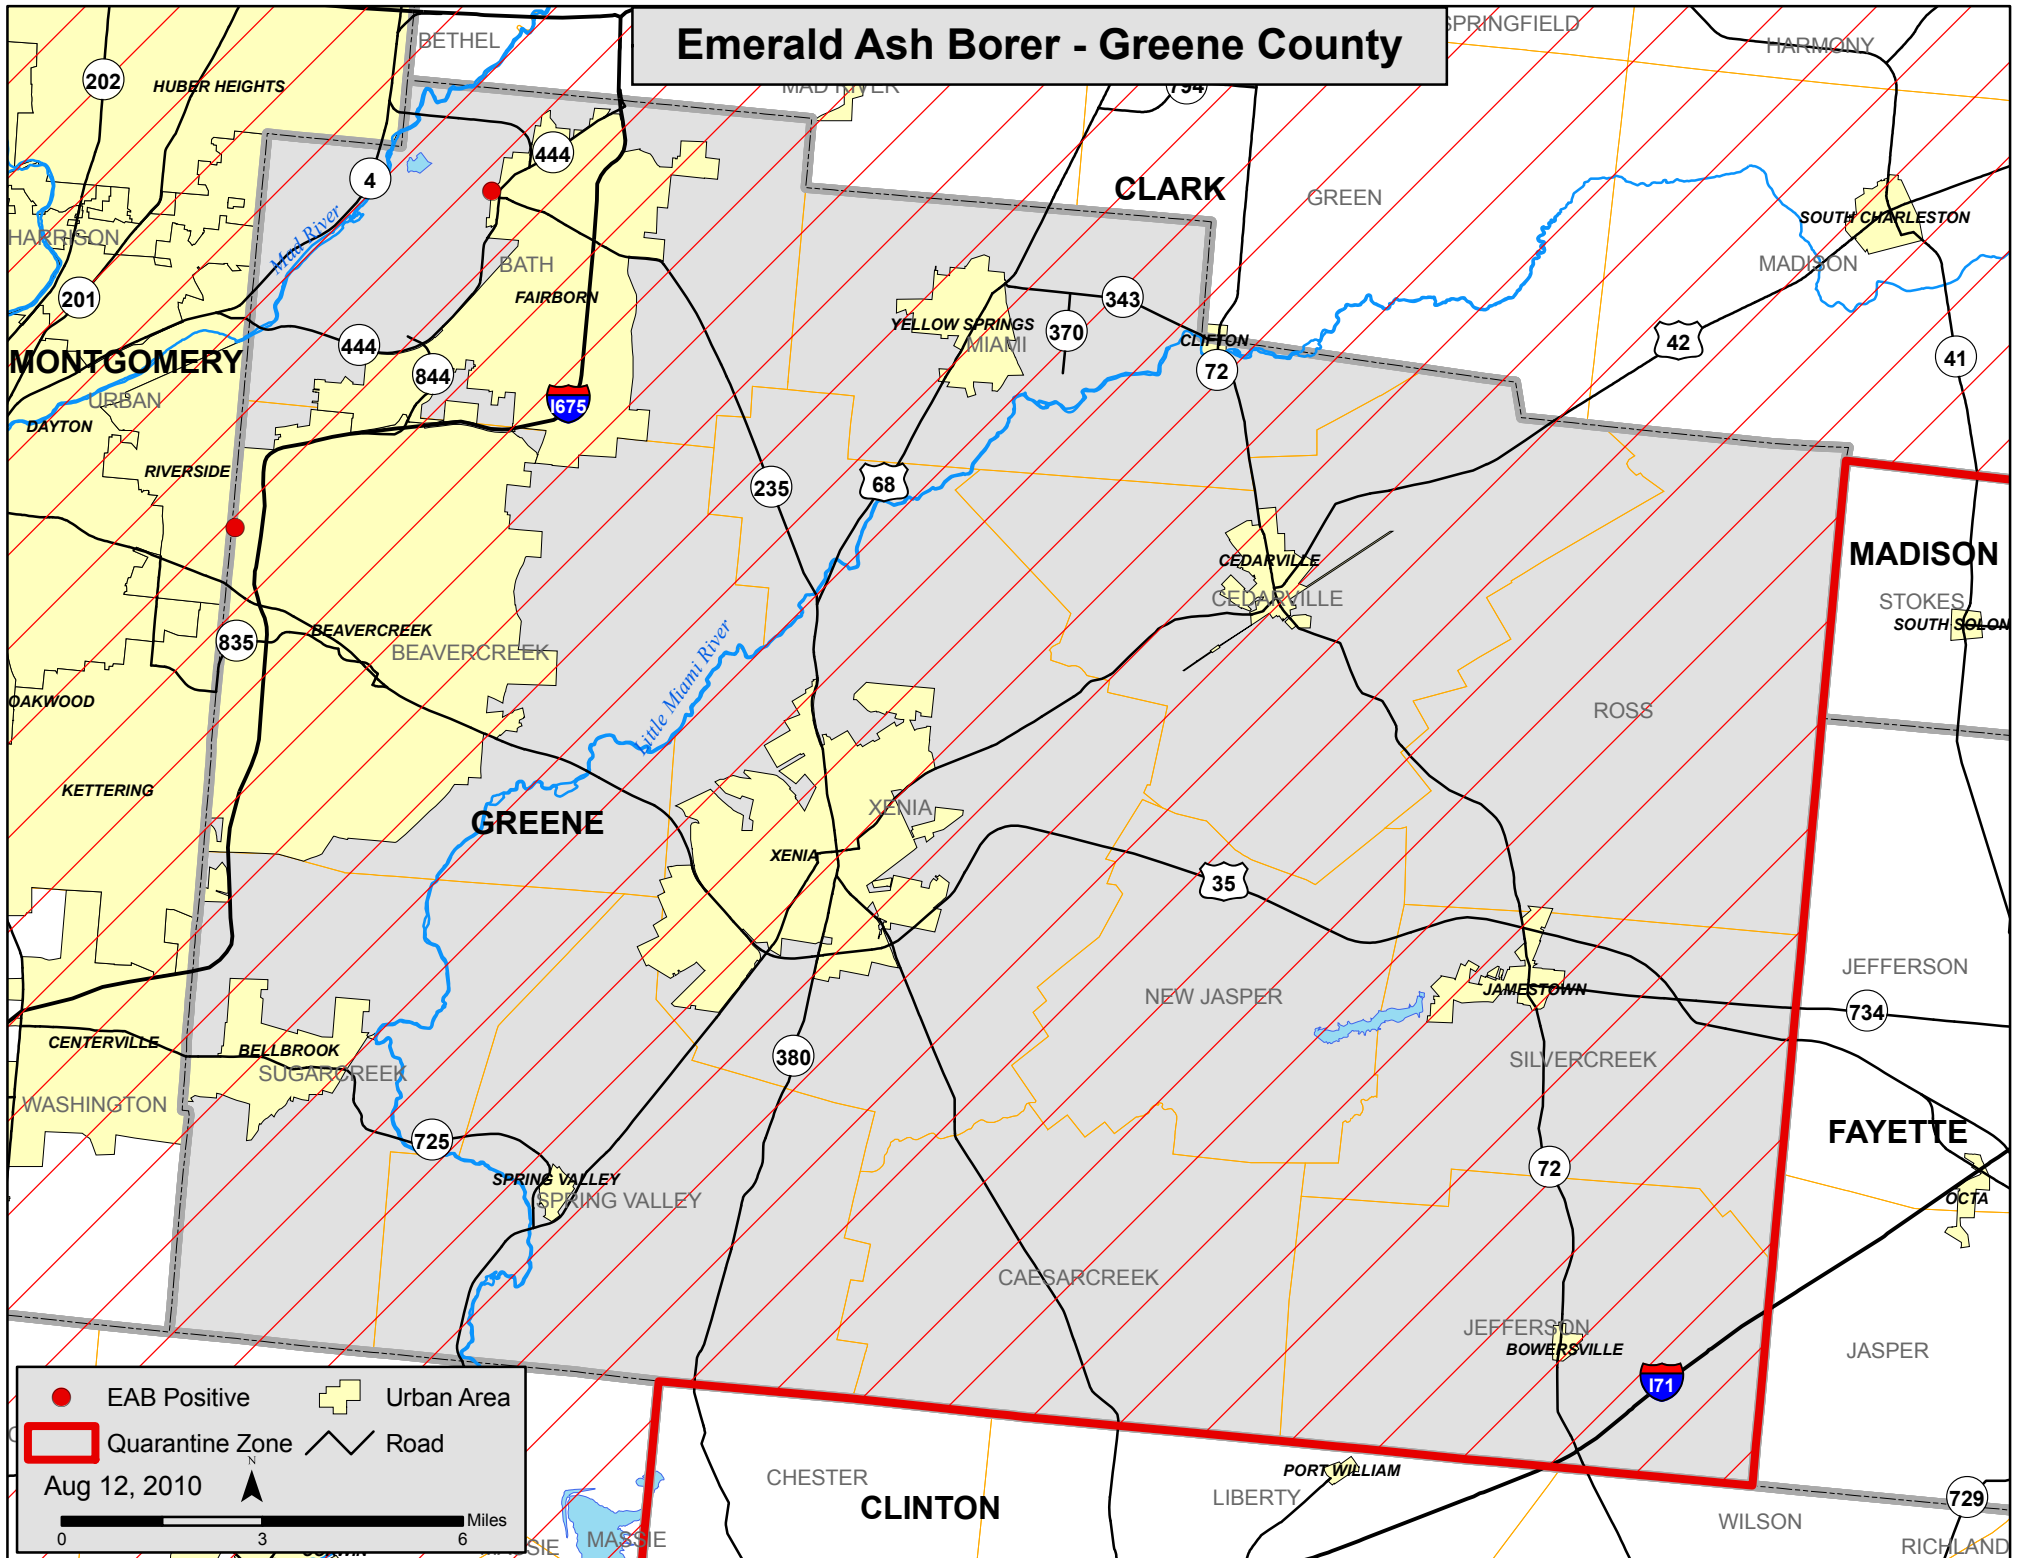 Emerald Ash Borer - Greene County
BETHEL
SPRINGFIELD
HARMONY
202
HUBER HEIGHTS
MAD RIVER
794
444
4
CLARK
GREEN
SOUTH CHARLESTON
HARRISON
Mad River
BATH
MADISON
201
FAIRBORN
343
YELLOW SPRINGS
370
MIAMI
CLIFTON
42
41
MONTGOMERY
444
844
72
URBAN
I675
DAYTON
RIVERSIDE
235
68
CEDARVILLE
MADISON
CEDARVILLE
STOKES
SOUTH SOLON
835
BEAVERCREEK
BEAVERCREEK
Little Miami River
OAKWOOD
ROSS
KETTERING
GREENE
XENIA
XENIA
35
NEW JASPER
JAMESTOWN
JEFFERSON
734
CENTERVILLE
BELLBROOK
SUGARCREEK
380
SILVERCREEK
WASHINGTON
725
FAYETTE
SPRING VALLEY
SPRING VALLEY
72
OCTA
CAESARCREEK
JEFFERSON
BOWERSVILLE
JASPER
I71
EAB Positive
Urban Area
Quarantine Zone
Road
N
Aug 12, 2010
Miles
0 3 6
CHESTER
CLINTON
PORT WILLIAM
LIBERTY
729
WILSON
MASSIE
RICHLAND